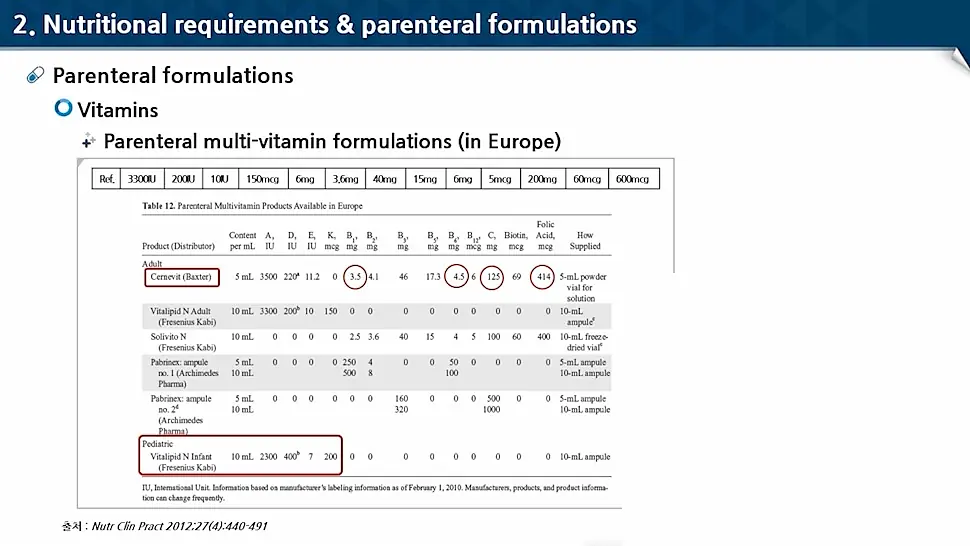 2. Nutritional requirements & parenteral formulations
Parenteral formulations
Vitamins
Parenteral multi-vitamin formulations (in Europe)
Ref. 3300IU 200IU 10IU 150mcg 6mg 3.6mg 40mg 15mg 6mg 5mcg 200mg 60mcg 600mcg
Table 12. Parenteral Multivitamin Products Available in Europe
Folic
Content A, D, E, K, B1, B2, B3, B5, B6, B12, C, Biotin, Acid, How
Product (Distributor) per mL IU IU IU mcg mg mg mg mg mg mcg mg mcg mcg Supplied
Adult
Cernevit (Baxter) 5 mL 3500 220a 11.2 0 3.5 4.1 46 17.3 4.5 6 125 69 414 5-mL powder
vial for
solution
Vitalipid N Adult 10 mL 3300 200b 10 150 0 0 0 0 0 0 0 0 0 10-mL
(Fresenius Kabi) ampulec
Solivito N 10 mL 0 0 0 0 2.5 3.6 40 15 4 5 100 60 400 10-mL freeze-
(Fresenius Kabi) dried vialc
Pabrinex: ampule 5 mL 0 0 0 0 250 4 0 0 50 0 0 0 0 5-mL ampule
no. 1 (Archimedes 10 mL 500 8 100 10-mL ampule
Pharma)
Pabrinex: ampule 5 mL 0 0 0 0 0 0 160 0 0 0 500 0 0 5-mL ampule
no. 2d 10 mL 320 1000 10-mL ampule
(Archimedes
Pharma)
Pediatric
Vitalipid N Infant 10 mL 2300 400b 7 200 0 0 0 0 0 0 0 0 0 10-mL ampule
(Fresenius Kabi)
IU, International Unit. Information based on manufacturer's labeling information as of February 1, 2010. Manufacturers, products, and product informa-
tion can change frequently.
출처 : Nutr Clin Pract 2012;27(4):440-491